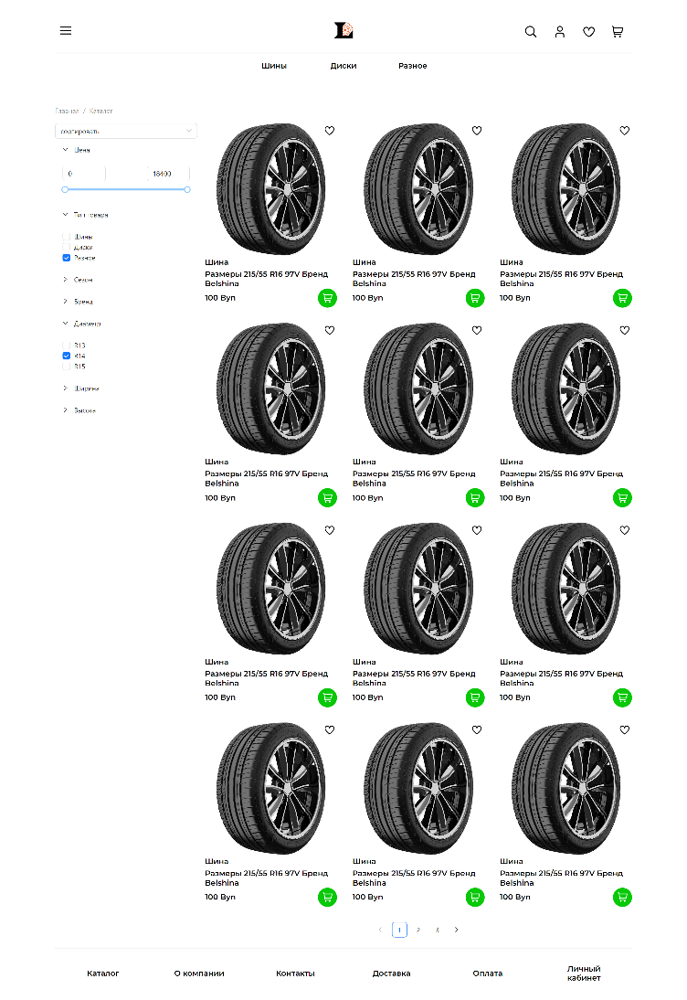 L
Шины Диски Разное
Главная / Каталог
сортировать
Цена
0 18400
Тип товара
Шины
Диски
Разное
Сезон
Бренд
Диаметр
R13
R14
R15
Ширина
Высота
Шина
Размеры 215/55 R16 97V Бренд
Belshina
100 Byn
Шина
Размеры 215/55 R16 97V Бренд
Belshina
100 Byn
Шина
Размеры 215/55 R16 97V Бренд
Belshina
100 Byn
Шина
Размеры 215/55 R16 97V Бренд
Belshina
100 Byn
Шина
Размеры 215/55 R16 97V Бренд
Belshina
100 Byn
Шина
Размеры 215/55 R16 97V Бренд
Belshina
100 Byn
Шина
Размеры 215/55 R16 97V Бренд
Belshina
100 Byn
Шина
Размеры 215/55 R16 97V Бренд
Belshina
100 Byn
Шина
Размеры 215/55 R16 97V Бренд
Belshina
100 Byn
Шина
Размеры 215/55 R16 97V Бренд
Belshina
100 Byn
Шина
Размеры 215/55 R16 97V Бренд
Belshina
100 Byn
Шина
Размеры 215/55 R16 97V Бренд
Belshina
100 Byn
1 2 3
Каталог О компании Контакты Доставка Оплата Личный
кабинет